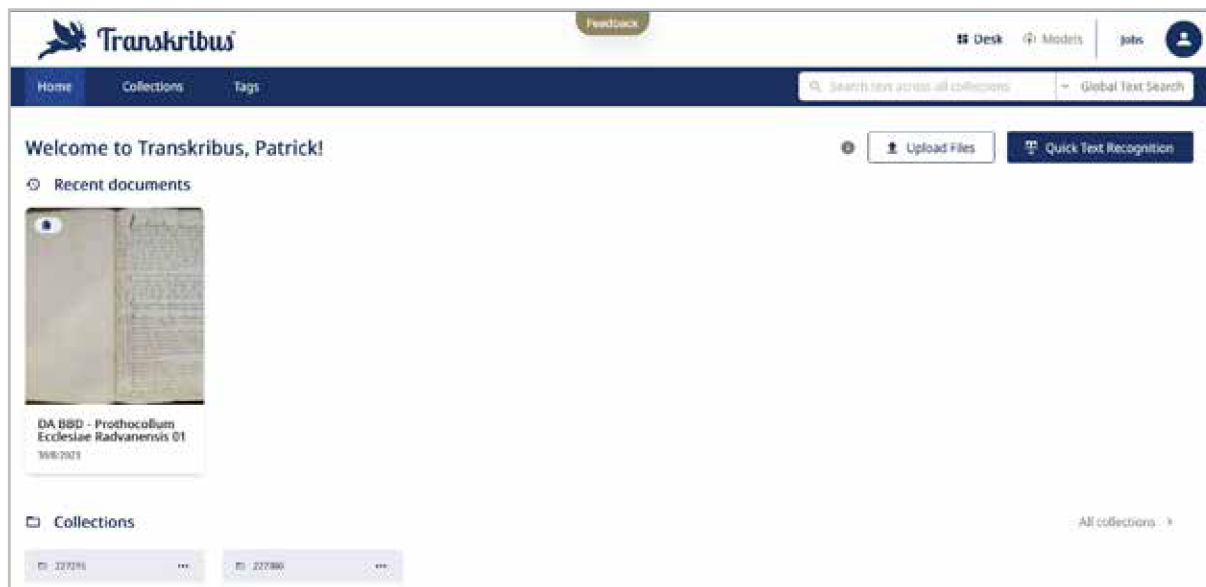 Feedback
Transkribus
Desk Models Jobs
Home Collections Tags Search text across all collections Global Text Search
Welcome to Transkribus, Patrick! Upload Files Quick Text Recognition
Recent documents
DA BBD - Prothocollum
Ecclesiae Radvanensis 01
Collections All collections